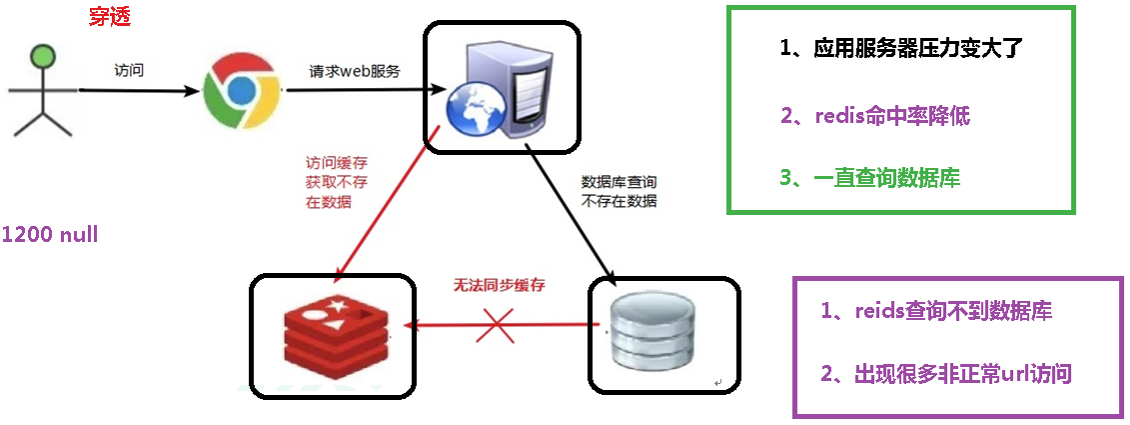 穿透
访问
请求web服务
访问缓存
获取不存
在数据
数据库查询
不存在数据
1200 null
无法同步缓存
1、应用服务器压力变大了
2、redis命中率降低
3、一直查询数据库
1、reids查询不到数据库
2、出现很多非正常url访问